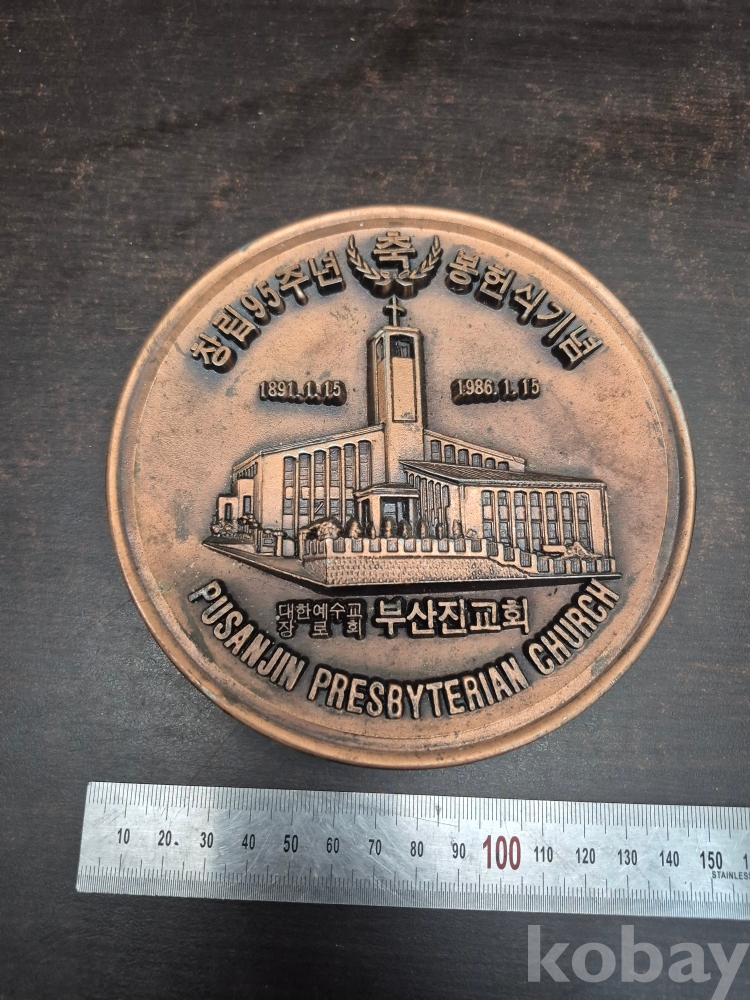 축
창립95주년 봉헌식기념
1891.1.15 1986.1.15
대한예수교
장로회
부산진교회
PUSANJIN PRESBYTERIAN CHURCH
10 20 30 40 50 60 70 80 90 100 110 120 130 140 150
STAINLESS
kobay